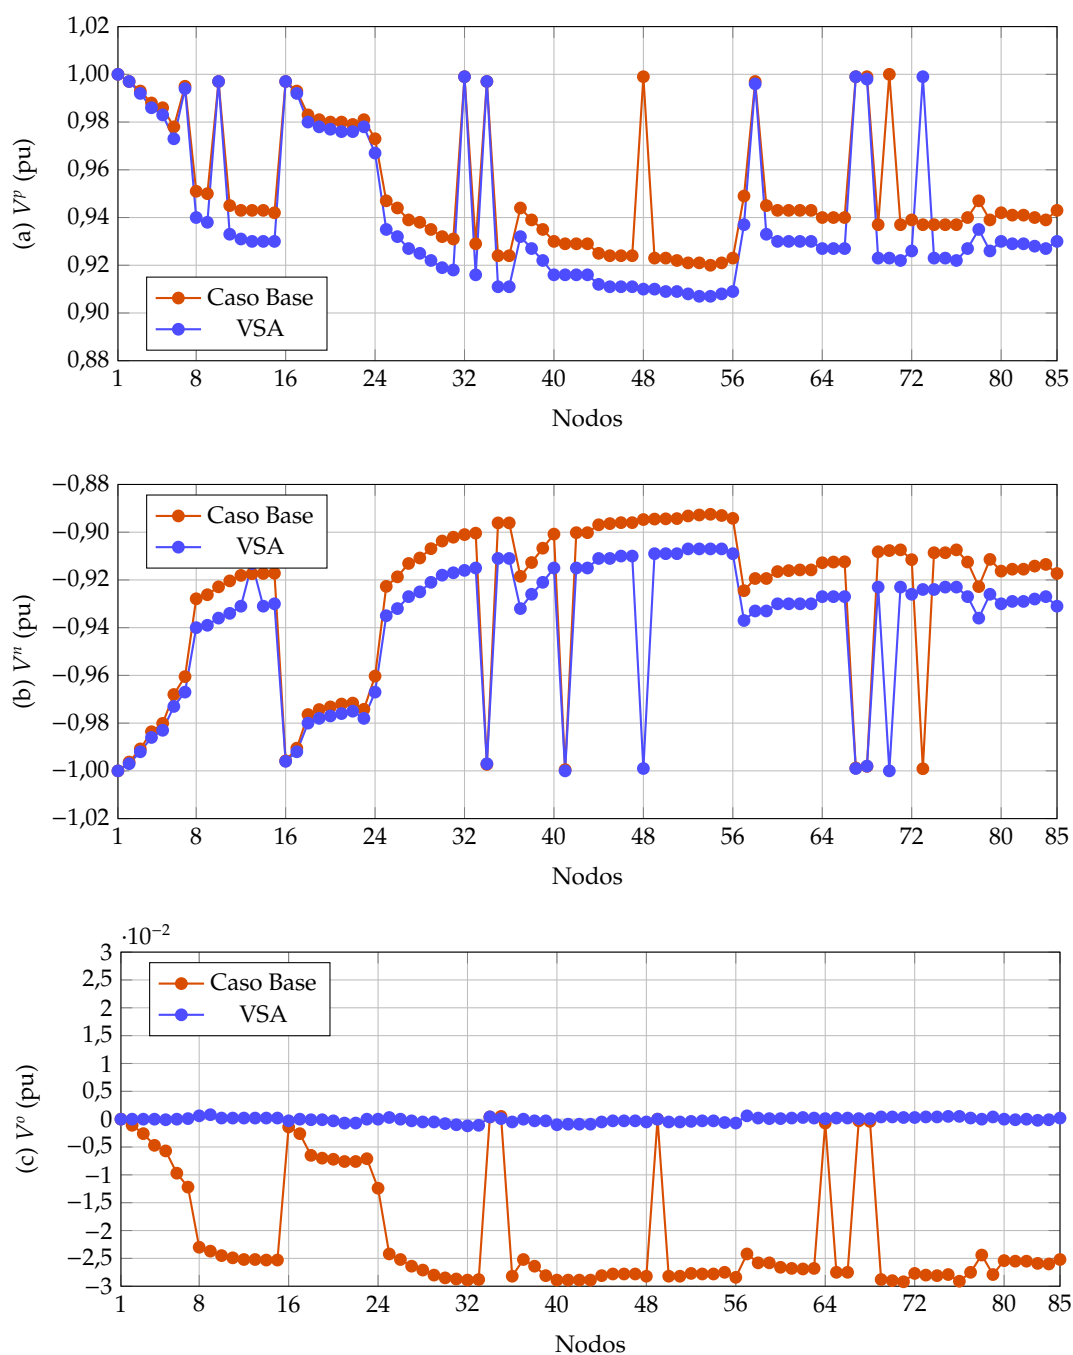 1,02
1,00
0,98
0,96
0,94
0,92
0,90
0,88
(a) Vᵖ (pu)
Caso Base
VSA
1 8 16 24 32 40 48 56 64 72 80 85
Nodos
−0,88
−0,90
−0,92
−0,94
−0,96
−0,98
−1,00
−1,02
(b) Vⁿ (pu)
Caso Base
VSA
1 8 16 24 32 40 48 56 64 72 80 85
Nodos
·10⁻²
3
2,5
2
1,5
1
0,5
0
−0,5
−1
−1,5
−2
−2,5
−3
(c) Vᵒ (pu)
Caso Base
VSA
1 8 16 24 32 40 48 56 64 72 80 85
Nodos